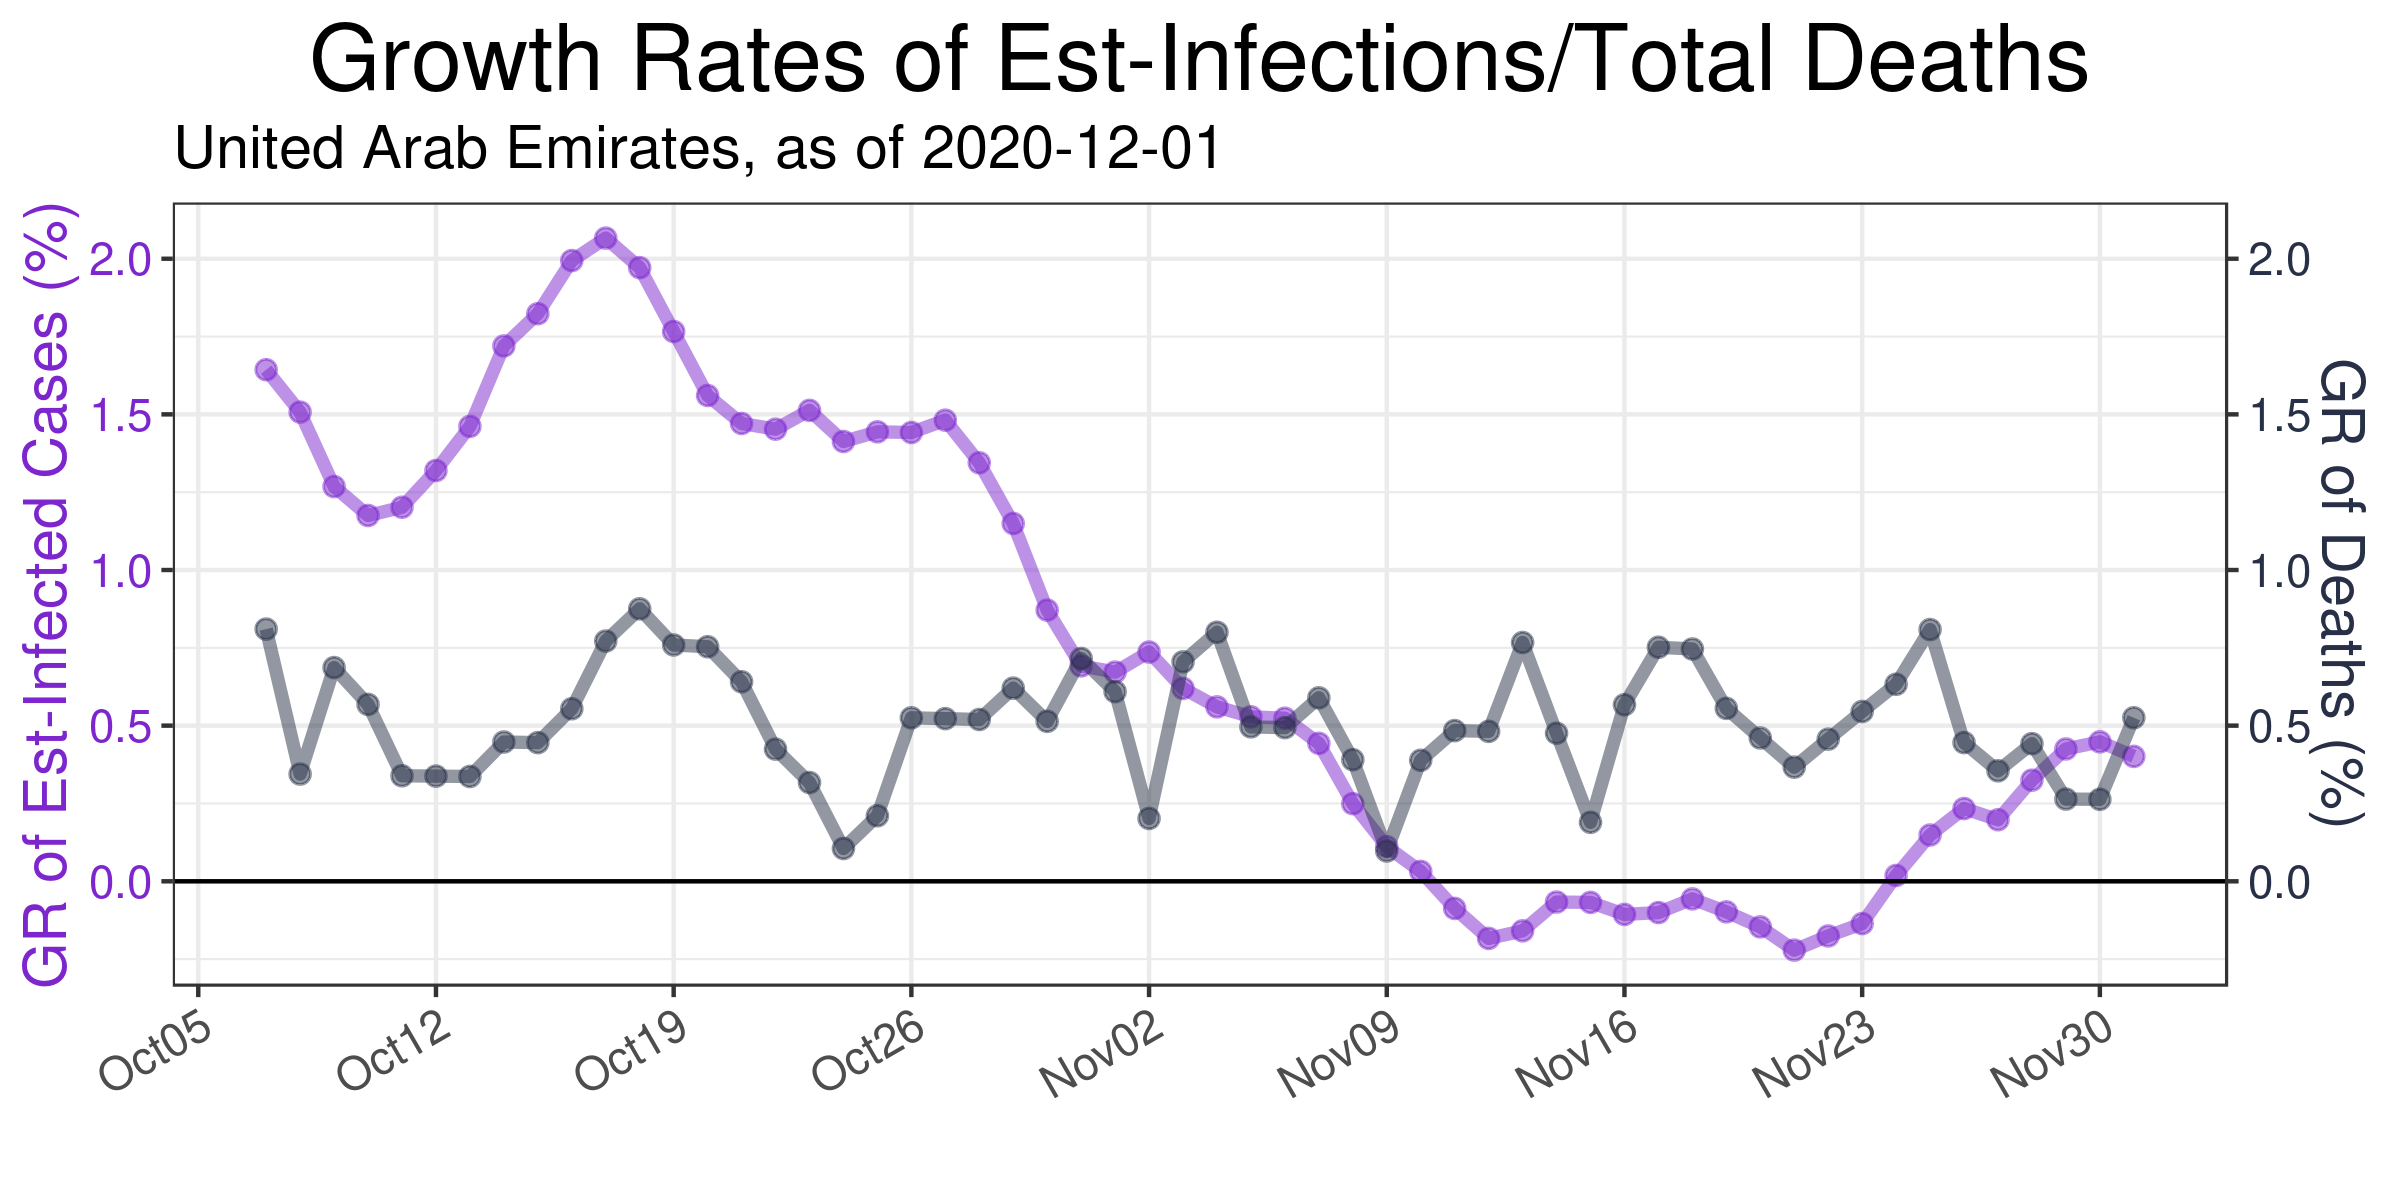 Growth Rates of Est-Infections/Total Deaths
United Arab Emirates, as of 2020-12-01
GR of Est-Infected Cases (%)
2.0
1.5
1.0
0.5
0.0
2.0
1.5
1.0
0.5
0.0
GR of Deaths (%)
Oct05
Oct12
Oct19
Oct26
Nov02
Nov09
Nov16
Nov23
Nov30